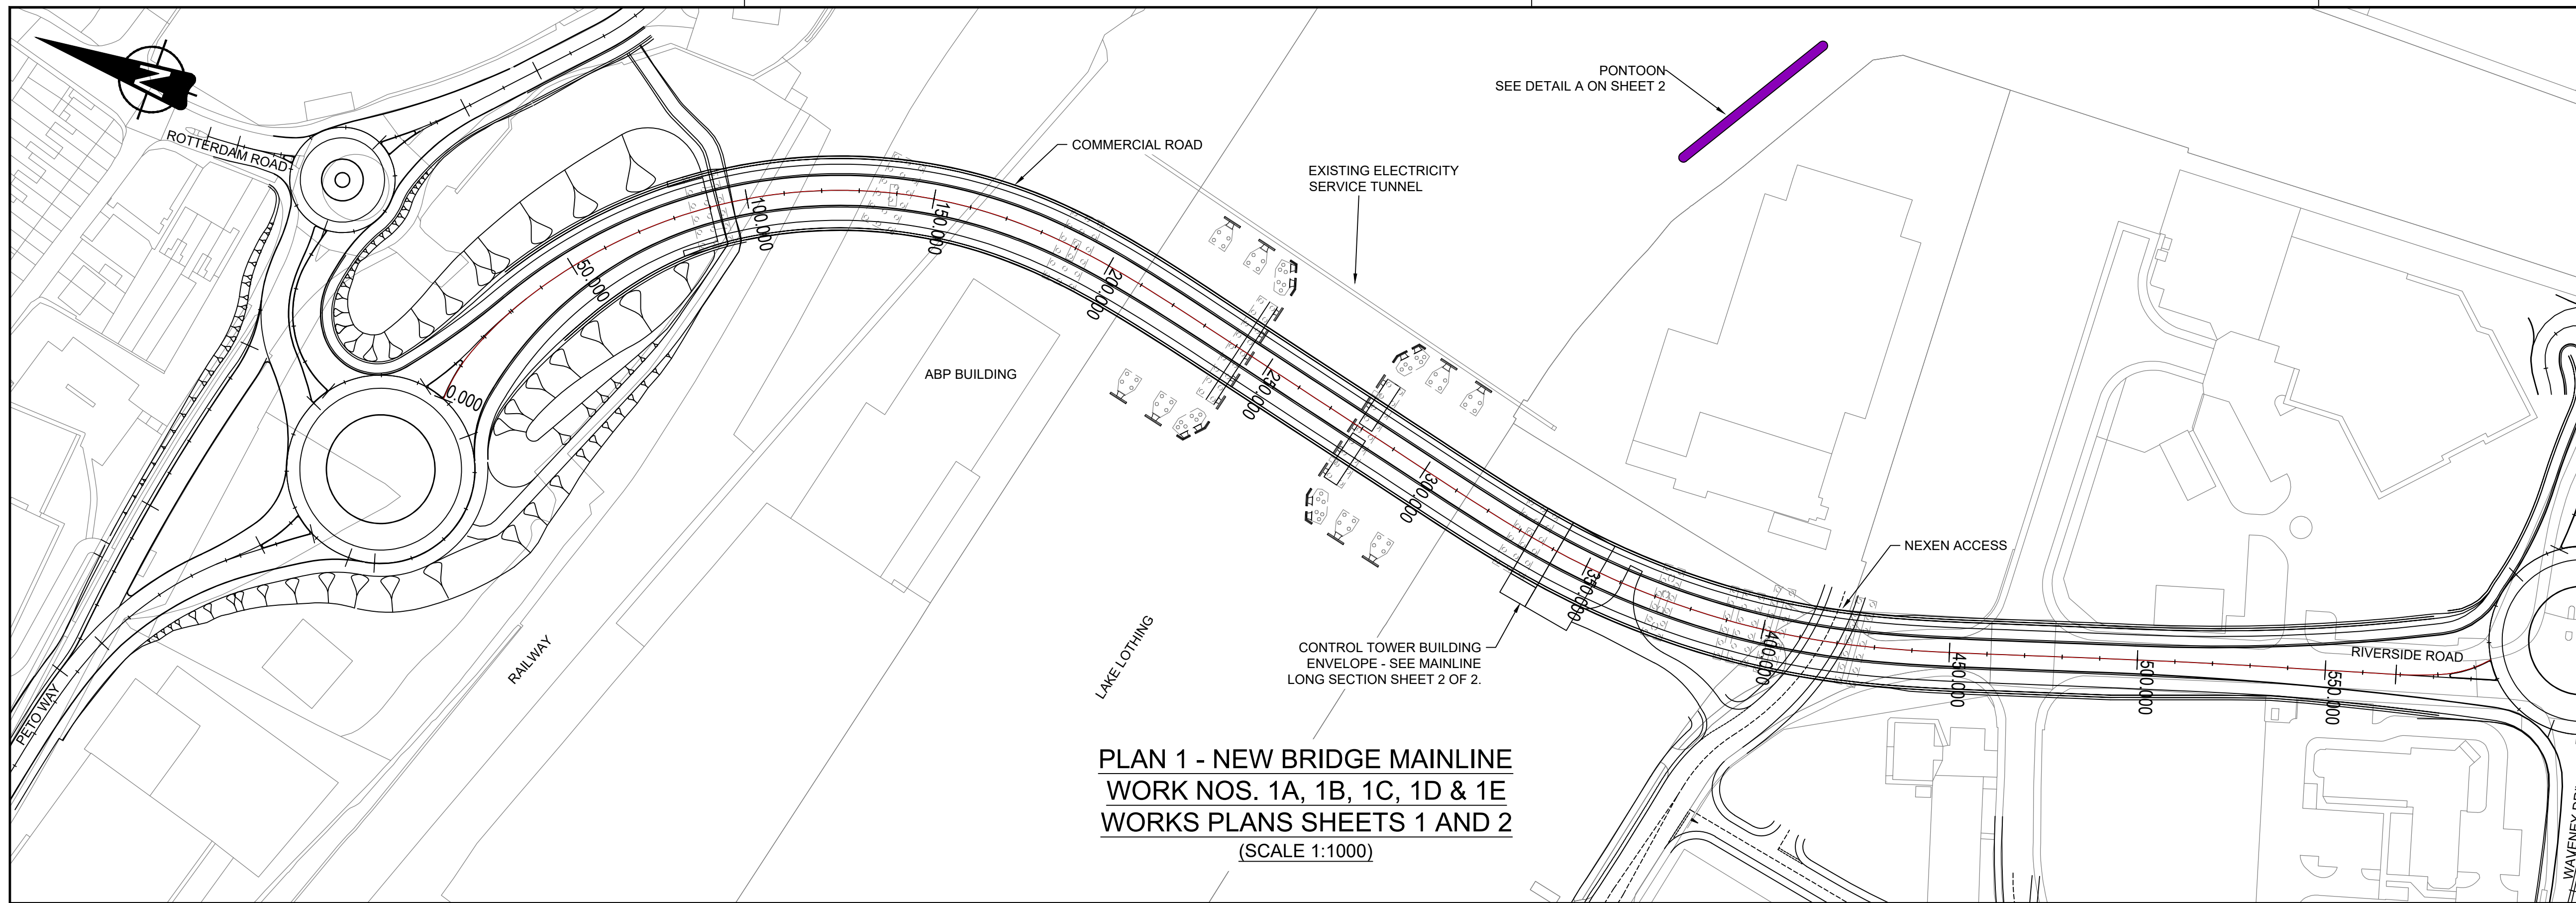 N
PONTOON
SEE DETAIL A ON SHEET 2
ROTTERDAM ROAD
COMMERCIAL ROAD
EXISTING ELECTRICITY
SERVICE TUNNEL
0.000
50.000
100.000
150.000
200.000
250.000
300.000
350.000
400.000
450.000
500.000
550.000
ABP BUILDING
NEXEN ACCESS
RIVERSIDE ROAD
RAILWAY
LAKE LOTHING
CONTROL TOWER BUILDING
ENVELOPE - SEE MAINLINE
LONG SECTION SHEET 2 OF 2.
PETO WAY
PLAN 1 - NEW BRIDGE MAINLINE
WORK NOS. 1A, 1B, 1C, 1D & 1E
WORKS PLANS SHEETS 1 AND 2
(SCALE 1:1000)
WAVENEY